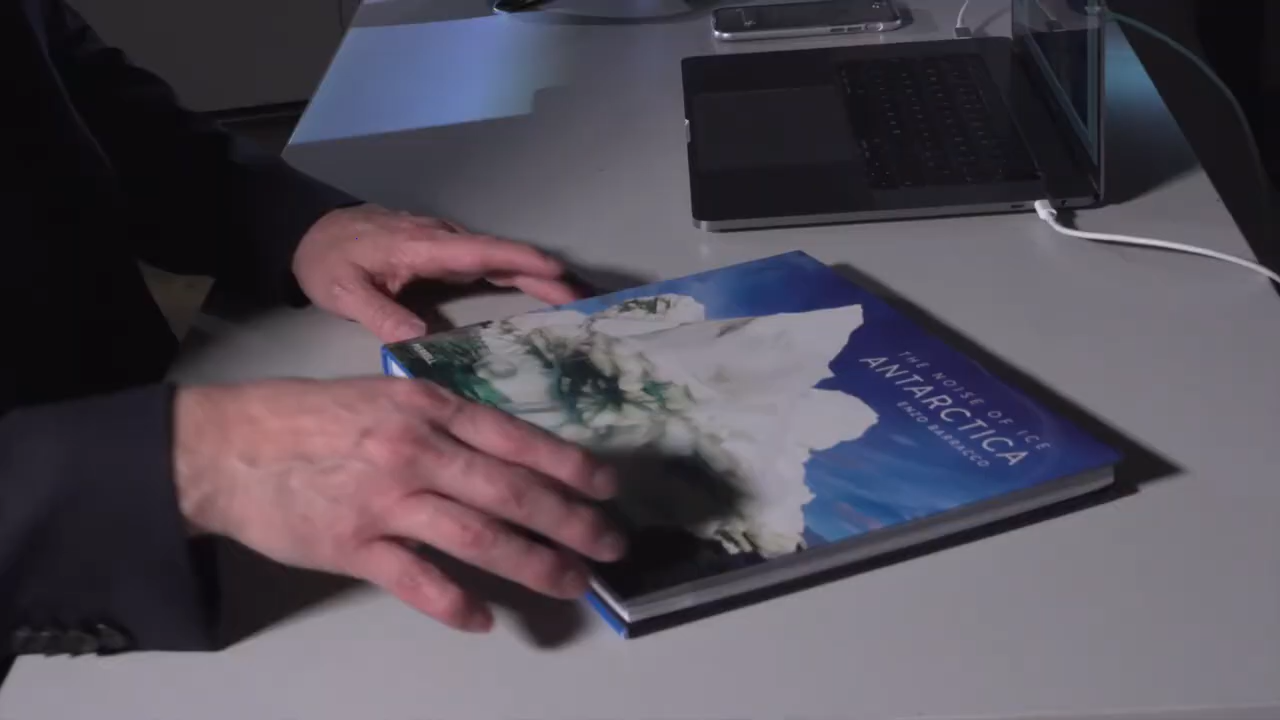 THE NOISE OF ICE
ANTARCTICA
ENZO BARRACCO